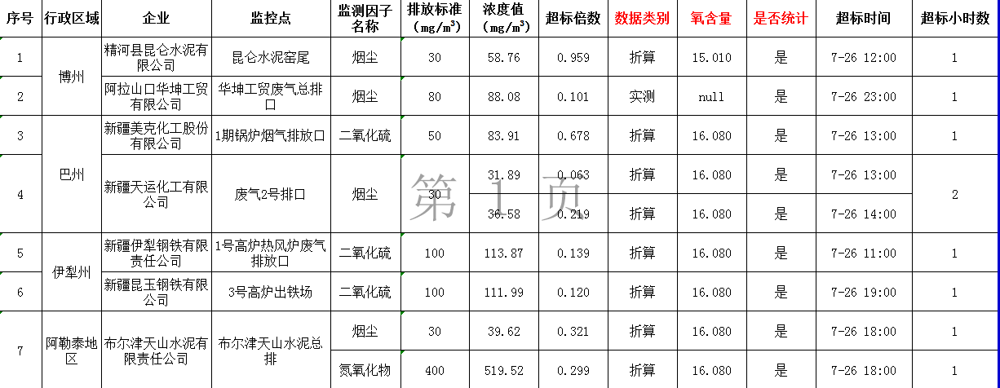 序号 行政区域 企业 监控点 监测因子名称 排放标准（mg/m³） 浓度值（mg/m³） 超标倍数 数据类别 氧含量 是否统计 超标时间 超标小时数
1 博州 精河县昆仑水泥有限公司 昆仑水泥窑尾 烟尘 30 58.76 0.959 折算 15.010 是 7-26 12:00 1
2 阿拉山口华坤工贸有限公司 华坤工贸废气总排口 烟尘 80 88.08 0.101 实测 null 是 7-26 23:00 1
3 巴州 新疆美克化工股份有限公司 1期锅炉烟气排放口 二氧化硫 50 83.91 0.678 折算 16.080 是 7-26 13:00 1
4 新疆天运化工有限公司 废气2号排口 烟尘 30 31.89 0.063 折算 16.080 是 7-26 13:00 2
36.58 0.219 折算 16.080 是 7-26 14:00
第 1 页
5 伊犁州 新疆伊犁钢铁有限责任公司 1号高炉热风炉废气排放口 二氧化硫 100 113.87 0.139 折算 16.080 是 7-26 11:00 1
6 新疆昆玉钢铁有限公司 3号高炉出铁场 二氧化硫 100 111.99 0.120 折算 16.080 是 7-26 19:00 1
7 阿勒泰地区 布尔津天山水泥有限责任公司 布尔津天山水泥总排 烟尘 30 39.62 0.321 折算 16.080 是 7-26 18:00 1
氮氧化物 400 519.52 0.299 折算 16.080 是 7-26 18:00 1